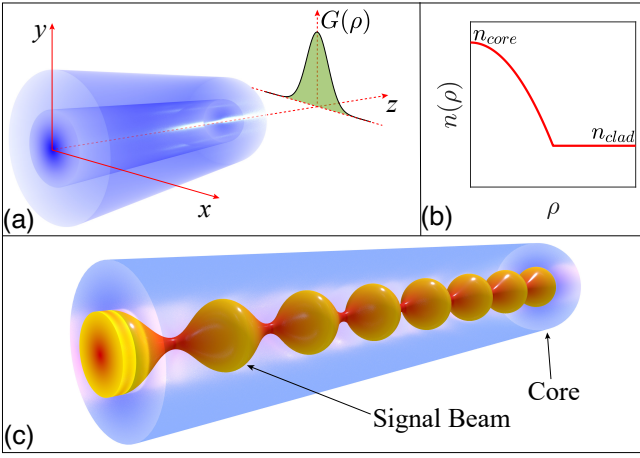 y
G(ρ)
z
x
(a)
n_core
n_clad
n(ρ)
ρ
(b)
Core
Signal Beam
(c)